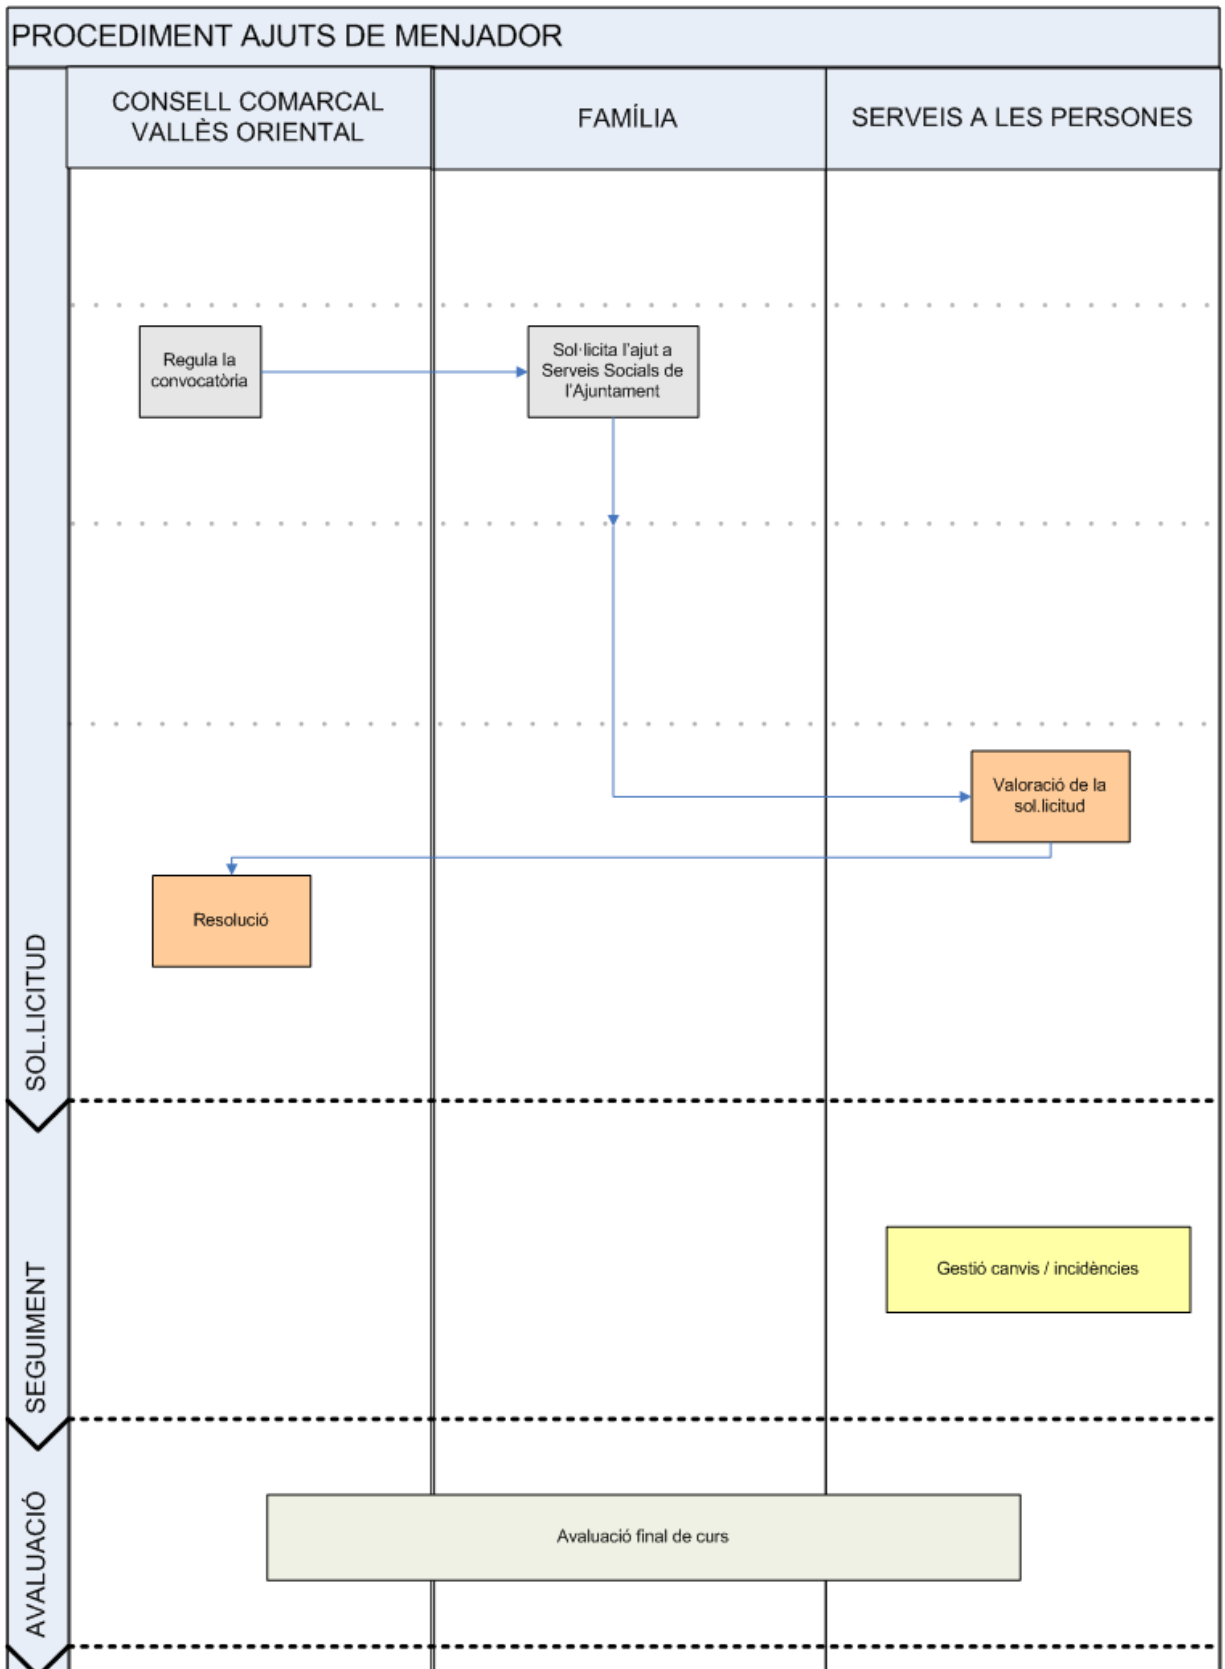 PROCEDIMENT AJUTS DE MENJADOR
CONSELL COMARCAL
VALLÈS ORIENTAL
FAMÍLIA
SERVEIS A LES PERSONES
SOL.LICITUD
Regula la
convocatòria
Sol·licita l'ajut a
Serveis Socials de
l'Ajuntament
Valoració de la
sol.licitud
Resolució
SEGUIMENT
Gestió canvis / incidències
AVALUACIÓ
Avaluació final de curs